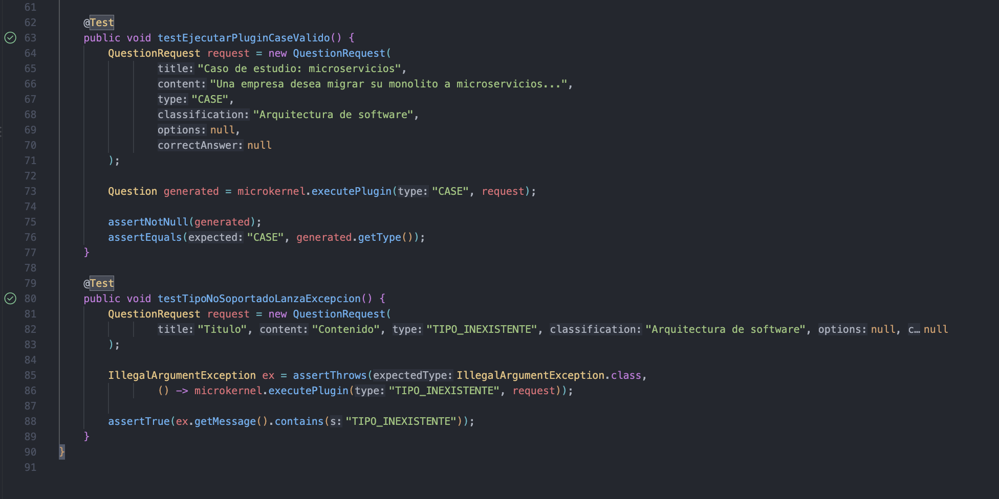 61
62 @Test
63 public void testEjecutarPluginCaseValido() {
64 QuestionRequest request = new QuestionRequest(
65 title: "Caso de estudio: microservicios",
66 content: "Una empresa desea migrar su monolito a microservicios...",
67 type: "CASE",
68 classification: "Arquitectura de software",
69 options: null,
70 correctAnswer: null
71 );
72
73 Question generated = microkernel.executePlugin(type: "CASE", request);
74
75 assertNotNull(generated);
76 assertEquals(expected: "CASE", generated.getType());
77 }
78
79 @Test
80 public void testTipoNoSoportadoLanzaExcepcion() {
81 QuestionRequest request = new QuestionRequest(
82 title: "Titulo", content: "Contenido", type: "TIPO_INEXISTENTE", classification: "Arquitectura de software", options: null, c… null
83 );
84
85 IllegalArgumentException ex = assertThrows(expectedType: IllegalArgumentException.class,
86 () -> microkernel.executePlugin(type: "TIPO_INEXISTENTE", request));
87
88 assertTrue(ex.getMessage().contains(s: "TIPO_INEXISTENTE"));
89 }
90 }
91